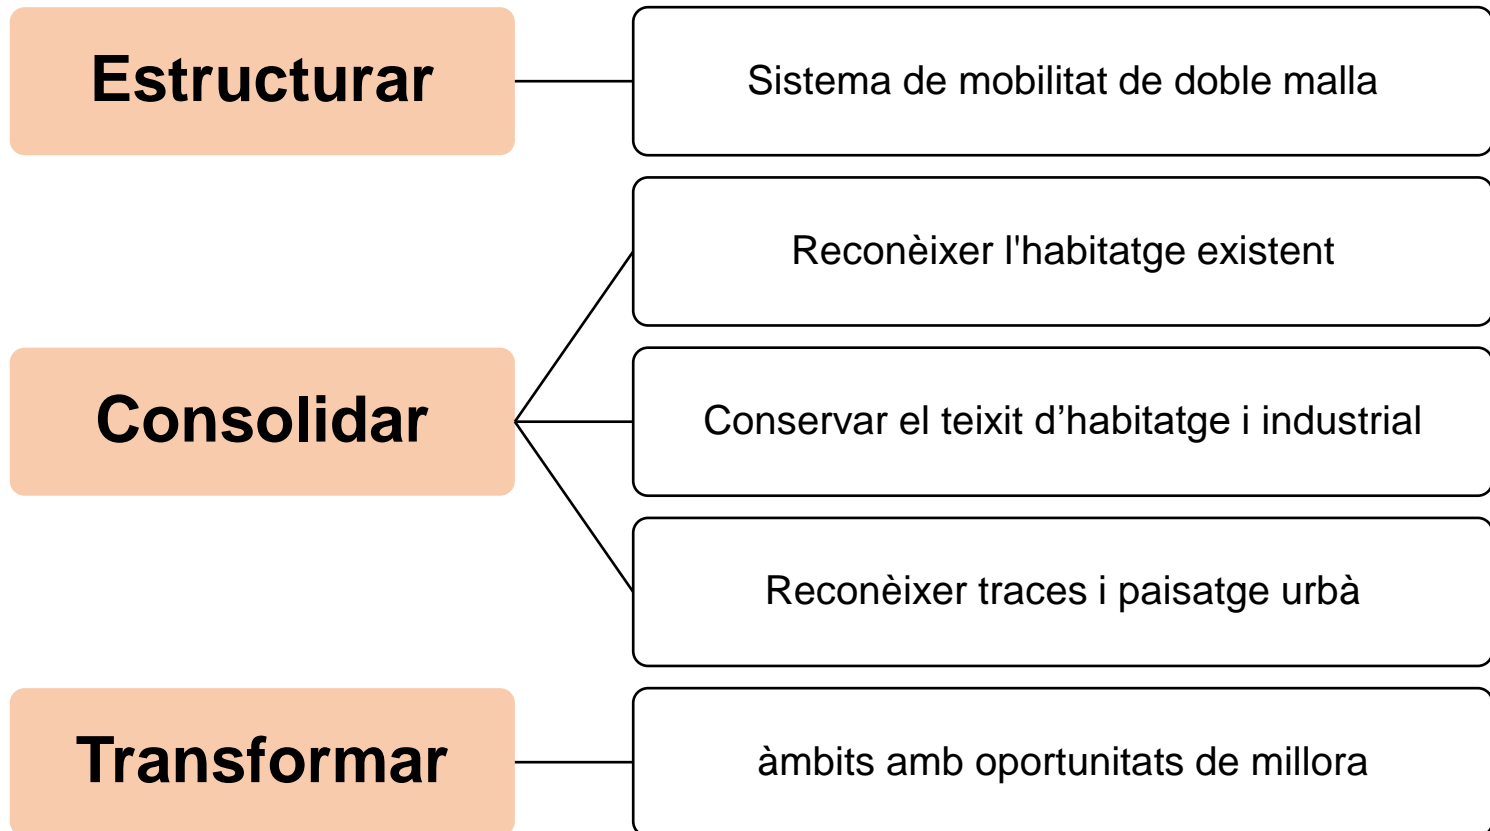 Estructurar
Sistema de mobilitat de doble malla
Reconèixer l'habitatge existent
Consolidar
Conservar el teixit d’habitatge i industrial
Reconèixer traces i paisatge urbà
Transformar
àmbits amb oportunitats de millora